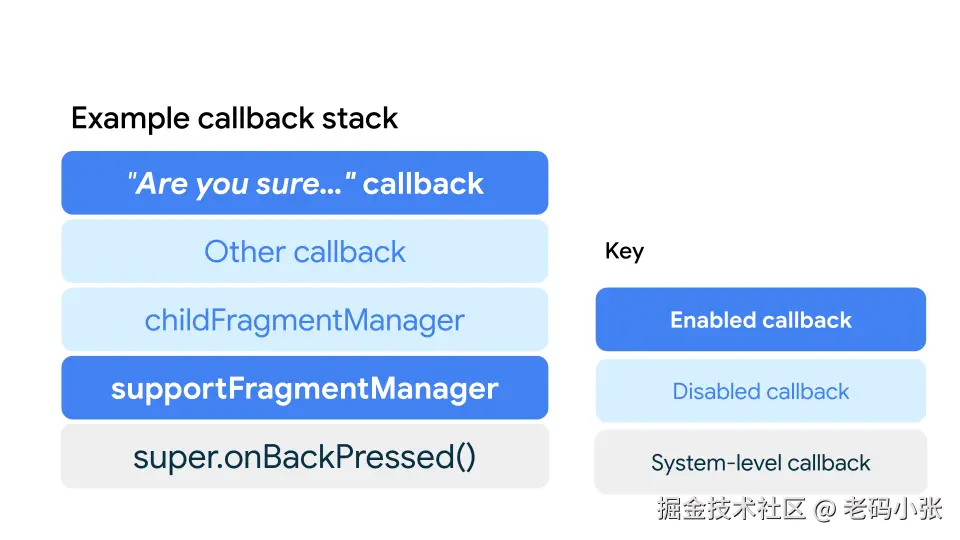 Example callback stack
"Are you sure..." callback
Other callback
childFragmentManager
supportFragmentManager
super.onBackPressed()
Key
Enabled callback
Disabled callback
System-level callback
掘金技术社区 @ 老码小张